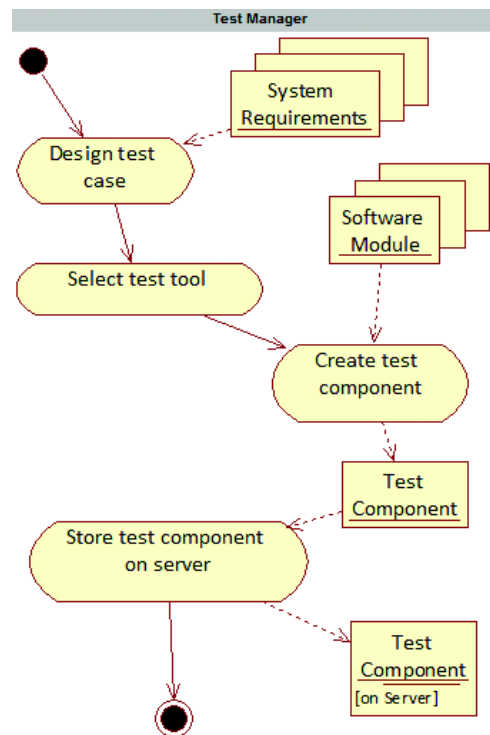 Test Manager
System
Requirements
Design test
case
Software
Module
Select test tool
Create test
component
Test
Component
Store test component
on server
Test
Component
[on Server]